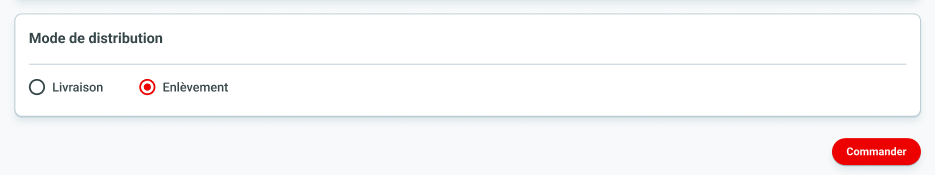 Mode de distribution
Livraison Enlèvement
Commander